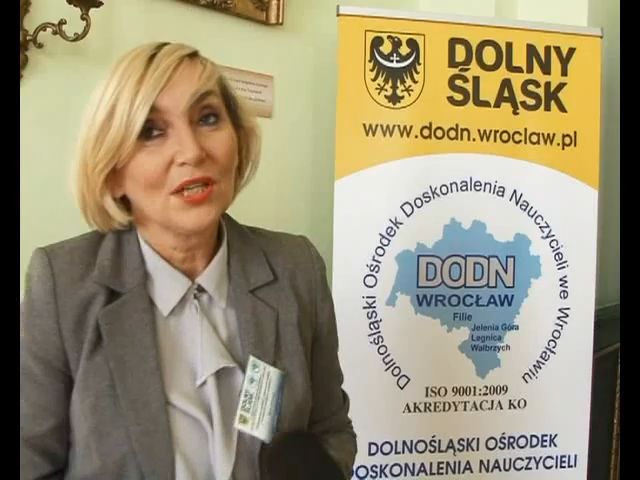 DOLNY
ŚLĄSK
www.dodn.wroclaw.pl
Dolnośląski Ośrodek Doskonalenia Nauczycieli we Wrocławiu
DODN
WROCŁAW
Filie
Jelenia Góra
Legnica
Wałbrzych
ISO 9001:2009
AKREDYTACJA KO
DOLNOŚLĄSKI OŚRODEK
DOSKONALENIA NAUCZYCIELI